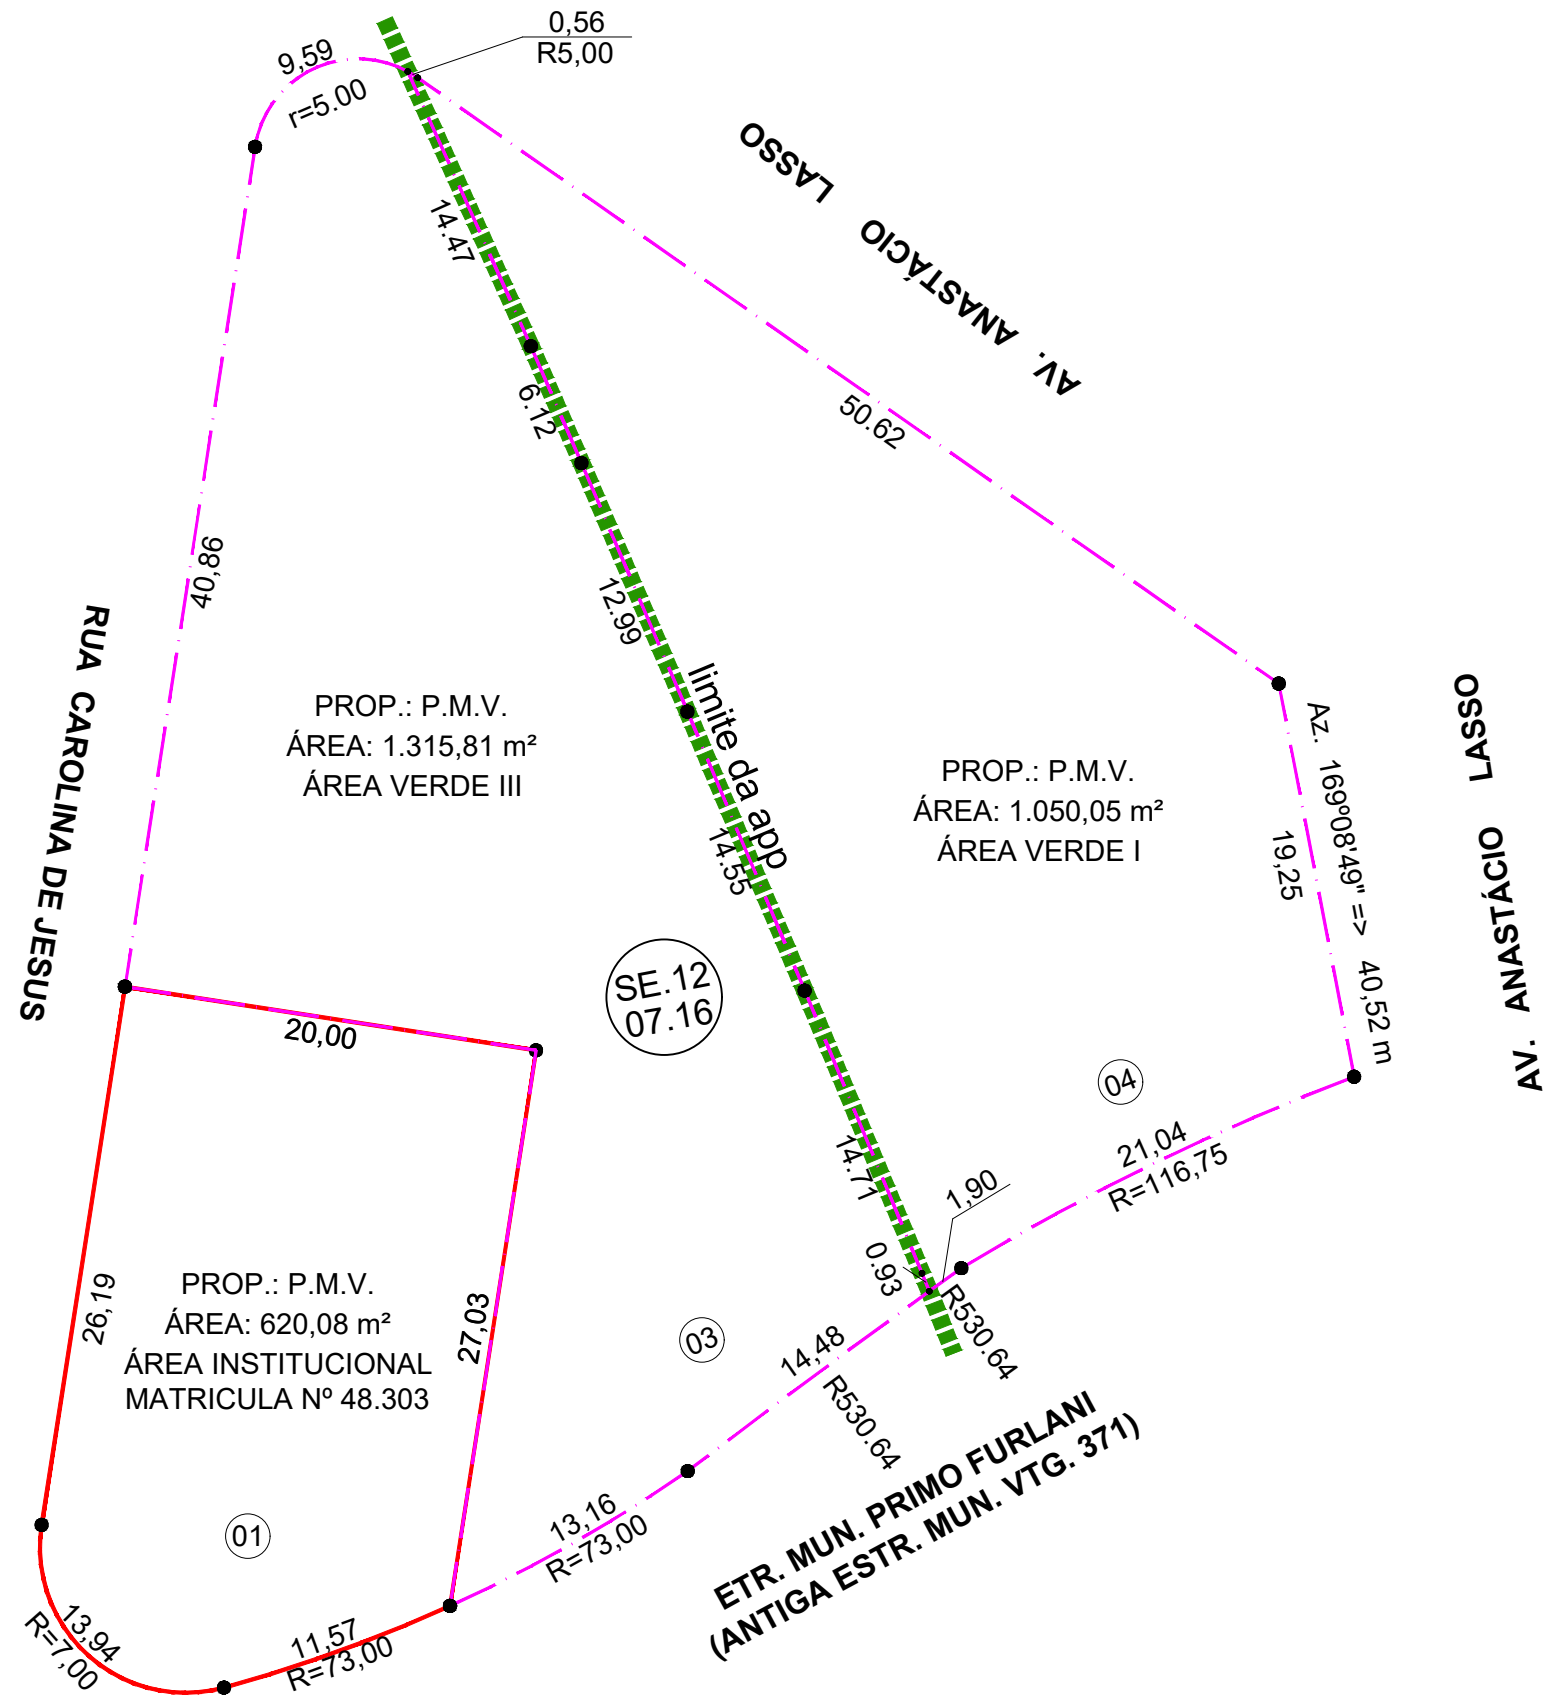 0,56
R5,00
9,59
r=5.00
AV. ANASTÁCIO LASSO
14.47
6.12
50.62
40,86
12.99
limite da app
RUA CAROLINA DE JESUS
PROP.: P.M.V.
ÁREA: 1.315,81 m²
ÁREA VERDE III
PROP.: P.M.V.
ÁREA: 1.050,05 m²
ÁREA VERDE I
Az. 169º08'49" => 40,52 m
19,25
AV. ANASTÁCIO LASSO
14.55
SE.12
07.16
20,00
04
21,04
R=116,75
14.71
1,90
0.93
R530.64
26,19
PROP.: P.M.V.
ÁREA: 620,08 m²
ÁREA INSTITUCIONAL
MATRICULA Nº 48.303
27,03
03
14,48
R530.64
ETR. MUN. PRIMO FURLANI
(ANTIGA ESTR. MUN. VTG. 371)
13,16
R=73,00
01
13,94
R=7,00
11,57
R=73,00